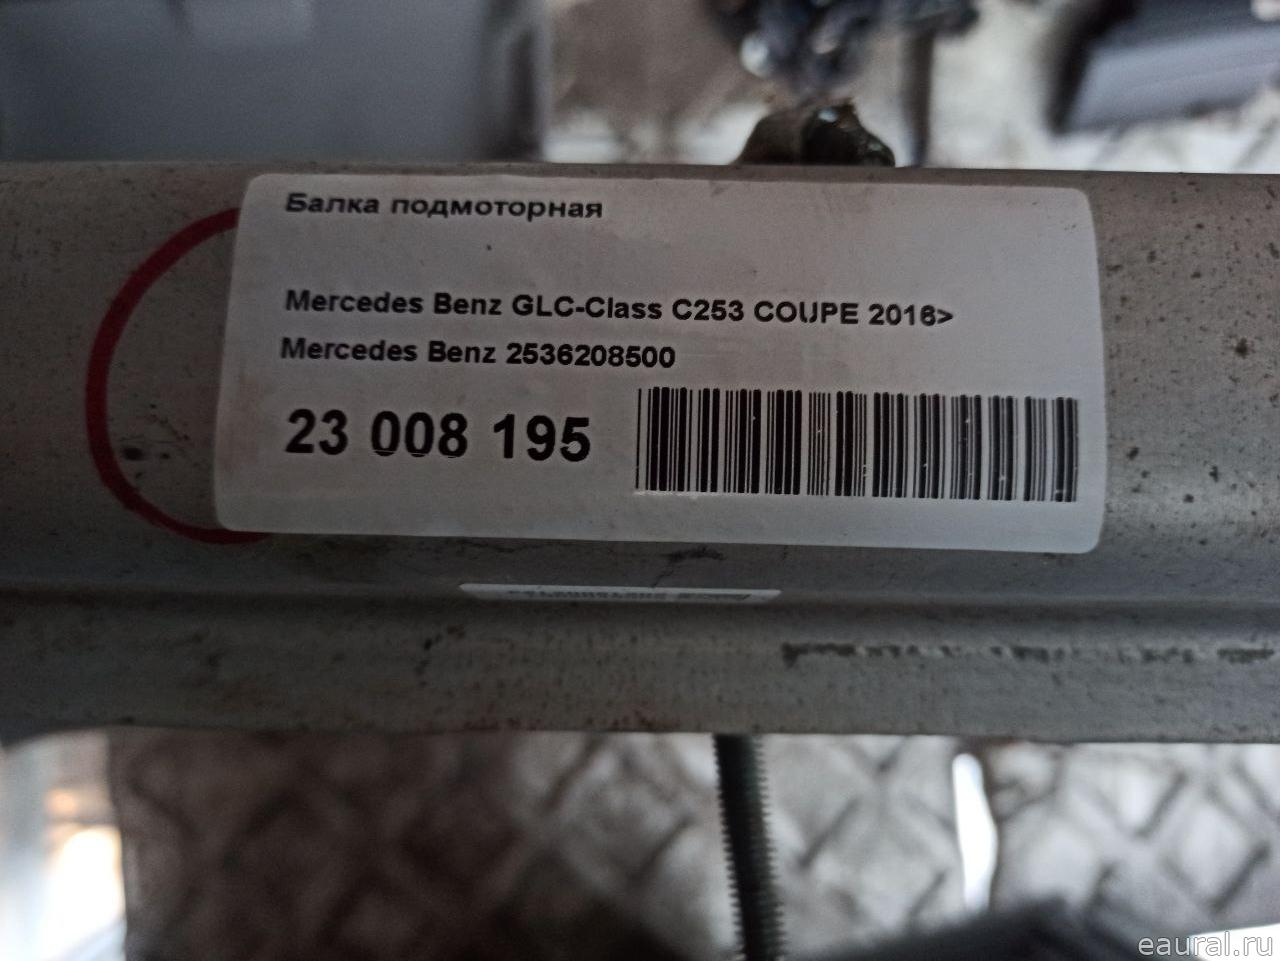 Балка подмоторная
Mercedes Benz GLC-Class C253 COUPE 2016>
Mercedes Benz 2536208500
23 008 195
eaural.ru